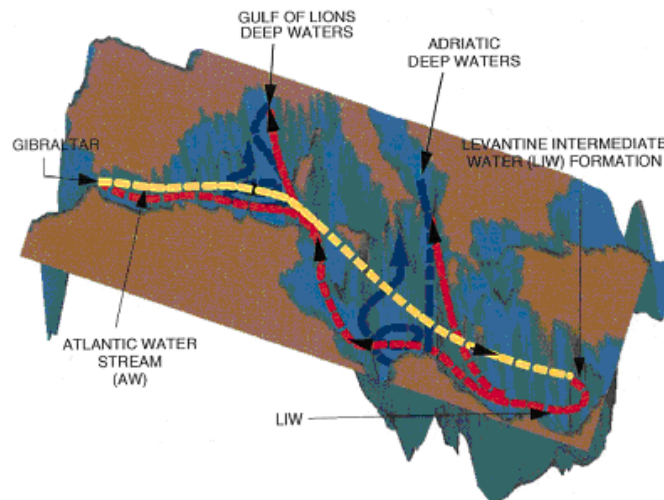 GULF OF LIONS
DEEP WATERS
ADRIATIC
DEEP WATERS
GIBRALTAR
LEVANTINE INTERMEDIATE
WATER (LIW) FORMATION
ATLANTIC WATER
STREAM
(AW)
LIW